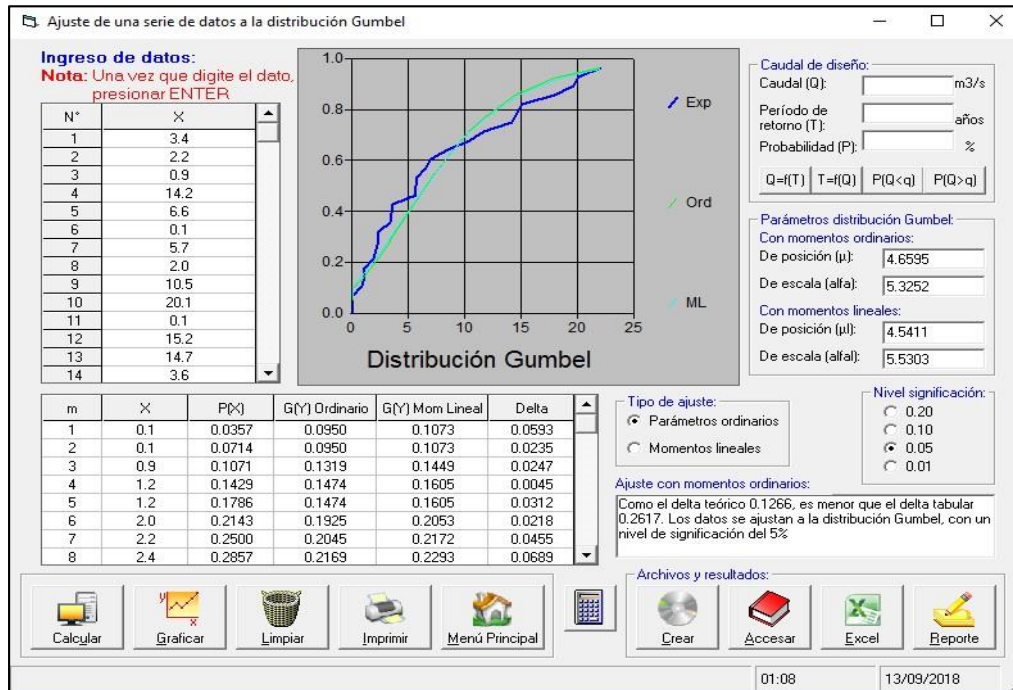 Ajuste de una serie de datos a la distribución Gumbel
Ingreso de datos:
Nota: Una vez que digite el dato,
presionar ENTER
N° X
1 3.4
2 2.2
3 0.9
4 14.2
5 6.6
6 0.1
7 5.7
8 2.0
9 10.5
10 20.1
11 0.1
12 15.2
13 14.7
14 3.6
1.0
0.8
0.6
0.4
0.2
0.0
0 5 10 15 20 25
Distribución Gumbel
Exp
Ord
ML
Caudal de diseño:
Caudal (Q): m3/s
Período de
retorno (T): años
Probabilidad (P): %
Q=f(T) T=f(Q) P(Q<q) P(Q>q)
Parámetros distribución Gumbel:
Con momentos ordinarios:
De posición (µ): 4.6595
De escala (alfa): 5.3252
Con momentos lineales:
De posición (µl): 4.5411
De escala (alfal): 5.5303
m X P(X) G(Y) Ordinario G(Y) Mom Lineal Delta
1 0.1 0.0357 0.0950 0.1073 0.0593
2 0.1 0.0714 0.0950 0.1073 0.0235
3 0.9 0.1071 0.1319 0.1449 0.0247
4 1.2 0.1429 0.1474 0.1605 0.0045
5 1.2 0.1786 0.1474 0.1605 0.0312
6 2.0 0.2143 0.1925 0.2053 0.0218
7 2.2 0.2500 0.2045 0.2172 0.0455
8 2.4 0.2857 0.2169 0.2293 0.0689
Tipo de ajuste:
Parámetros ordinarios
Momentos lineales
Nivel significación:
0.20
0.10
0.05
0.01
Ajuste con momentos ordinarios:
Como el delta teórico 0.1266, es menor que el delta tabular
0.2617. Los datos se ajustan a la distribución Gumbel, con un
nivel de significación del 5%
Calcular Graficar Limpiar Imprimir Menú Principal
Archivos y resultados:
Crear Accesar Excel Reporte
01:08 13/09/2018